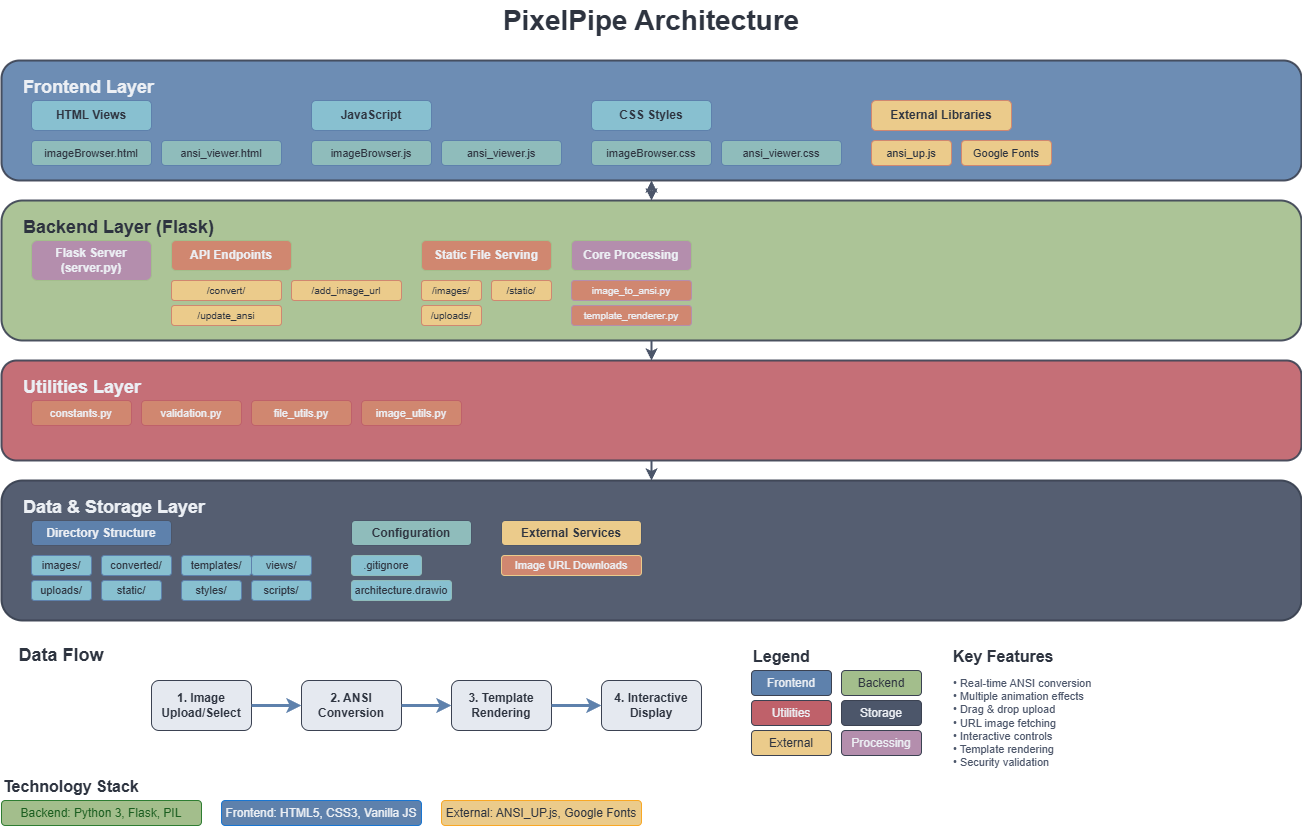 PixelPipe Architecture
Frontend Layer
HTML Views
JavaScript
CSS Styles
External Libraries
imageBrowser.html
ansi_viewer.html
imageBrowser.js
ansi_viewer.js
imageBrowser.css
ansi_viewer.css
ansi_up.js
Google Fonts
Backend Layer (Flask)
Flask Server
(server.py)
API Endpoints
Static File Serving
Core Processing
/convert/
/add_image_url
/images/
/static/
image_to_ansi.py
/update_ansi
/uploads/
template_renderer.py
Utilities Layer
constants.py
validation.py
file_utils.py
image_utils.py
Data & Storage Layer
Directory Structure
Configuration
External Services
images/
converted/
templates/
views/
.gitignore
Image URL Downloads
uploads/
static/
styles/
scripts/
architecture.drawio
Data Flow
1. Image
Upload/Select
2. ANSI
Conversion
3. Template
Rendering
4. Interactive
Display
Legend
Frontend
Backend
Utilities
Storage
External
Processing
Key Features
• Real-time ANSI conversion
• Multiple animation effects
• Drag & drop upload
• URL image fetching
• Interactive controls
• Template rendering
• Security validation
Technology Stack
Backend: Python 3, Flask, PIL
Frontend: HTML5, CSS3, Vanilla JS
External: ANSI_UP.js, Google Fonts